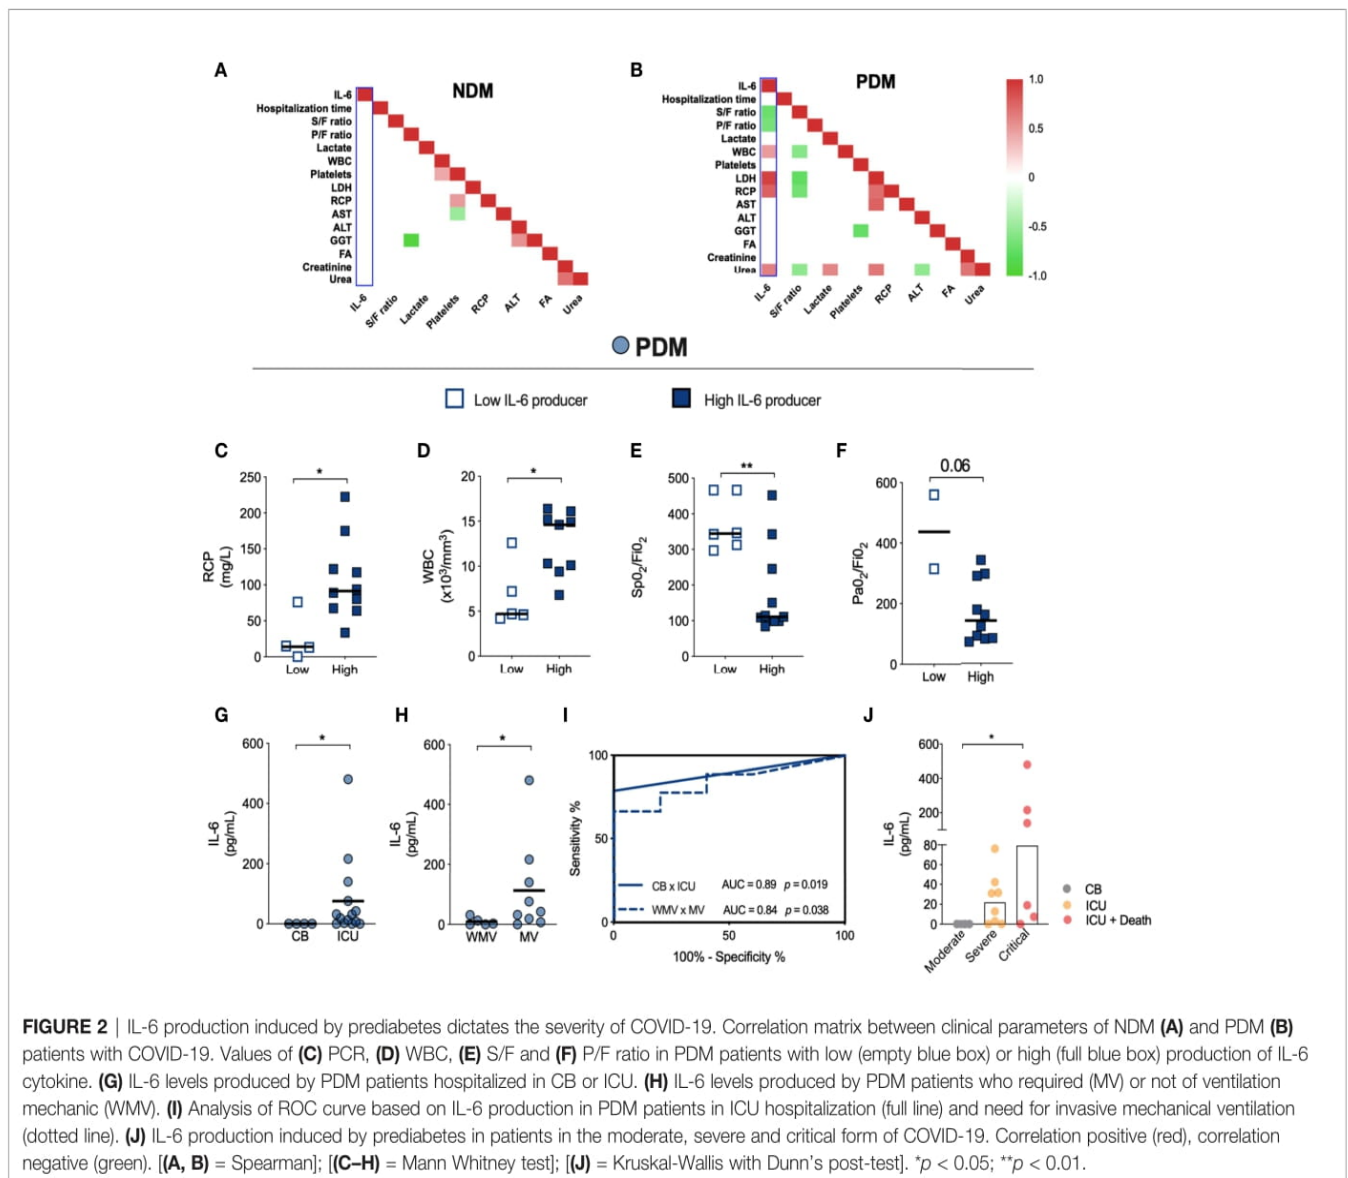 A
NDM
IL-6
Hospitalization time
S/F ratio
P/F ratio
Lactate
WBC
Platelets
LDH
RCP
AST
ALT
GGT
FA
Creatinine
Urea
IL-6
S/F ratio
Lactate
Platelets
RCP
ALT
FA
Urea
B
PDM
IL-6
Hospitalization time
S/F ratio
P/F ratio
Lactate
WBC
Platelets
LDH
RCP
AST
ALT
GGT
FA
Creatinine
Urea
IL-6
S/F ratio
Lactate
Platelets
RCP
ALT
FA
Urea
1.0
0.5
0
-0.5
-1.0
PDM
Low IL-6 producer
High IL-6 producer
C
*
RCP
(mg/L)
250
200
150
100
50
0
Low
High
D
*
WBC
(x10³/mm³)
20
15
10
5
0
Low
High
E
**
Sp0₂/Fi0₂
500
400
300
200
100
0
Low
High
F
0.06
Pa0₂/Fi0₂
600
400
200
0
Low
High
G
*
IL-6
(pg/mL)
600
400
200
0
CB
ICU
H
*
IL-6
(pg/mL)
600
400
200
0
WMV
MV
I
Sensitivity %
100
50
0
CB x ICU AUC = 0.89 p = 0.019
WMV x MV AUC = 0.84 p = 0.038
0
50
100
100% - Specificity %
J
*
IL-6
(pg/mL)
600
400
200
80
60
40
20
0
Moderate
Severe
Critical
CB
ICU
ICU + Death
FIGURE 2 | IL-6 production induced by prediabetes dictates the severity of COVID-19. Correlation matrix between clinical parameters of NDM (A) and PDM (B)
patients with COVID-19. Values of (C) PCR, (D) WBC, (E) S/F and (F) P/F ratio in PDM patients with low (empty blue box) or high (full blue box) production of IL-6
cytokine. (G) IL-6 levels produced by PDM patients hospitalized in CB or ICU. (H) IL-6 levels produced by PDM patients who required (MV) or not of ventilation
mechanic (WMV). (I) Analysis of ROC curve based on IL-6 production in PDM patients in ICU hospitalization (full line) and need for invasive mechanical ventilation
(dotted line). (J) IL-6 production induced by prediabetes in patients in the moderate, severe and critical form of COVID-19. Correlation positive (red), correlation
negative (green). [(A, B) = Spearman]; [(C–H) = Mann Whitney test]; [(J) = Kruskal-Wallis with Dunn's post-test]. *p < 0.05; **p < 0.01.